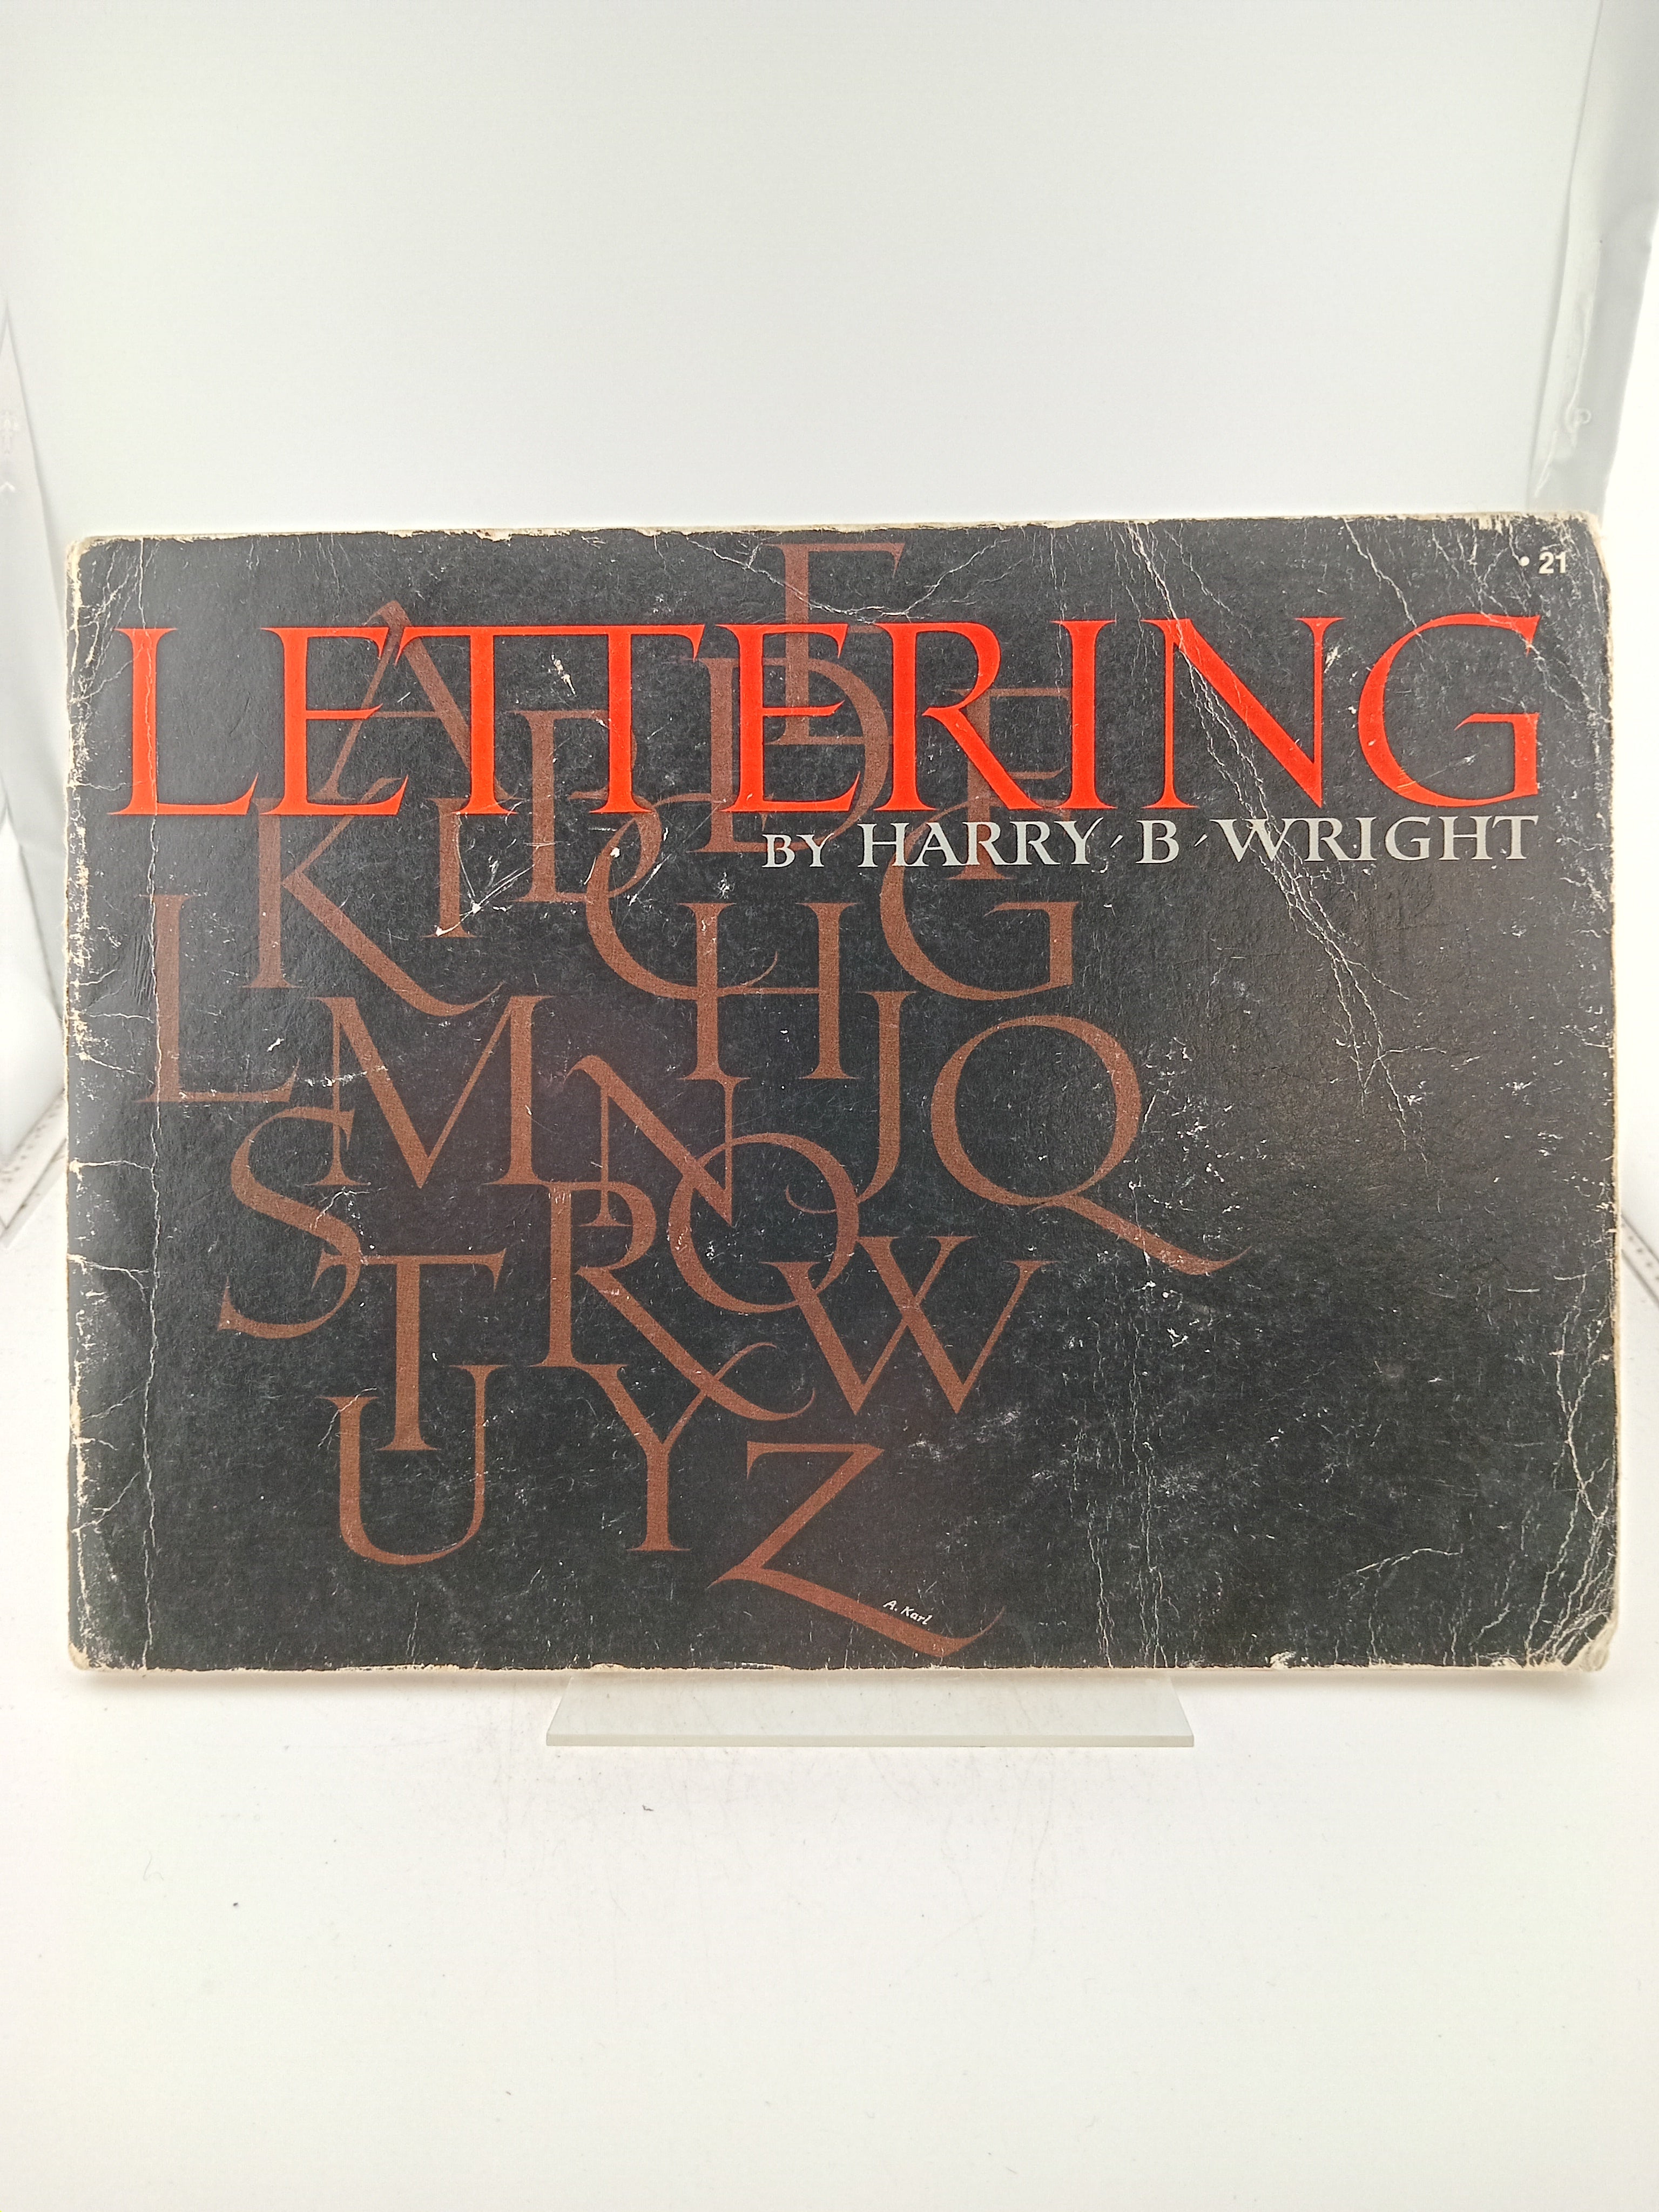 • 21
LETTERING
BY HARRY B WRIGHT
E
A D
B F
K I C G
L H
M N J Q
S R O W
T
U Y Z
A. Karl